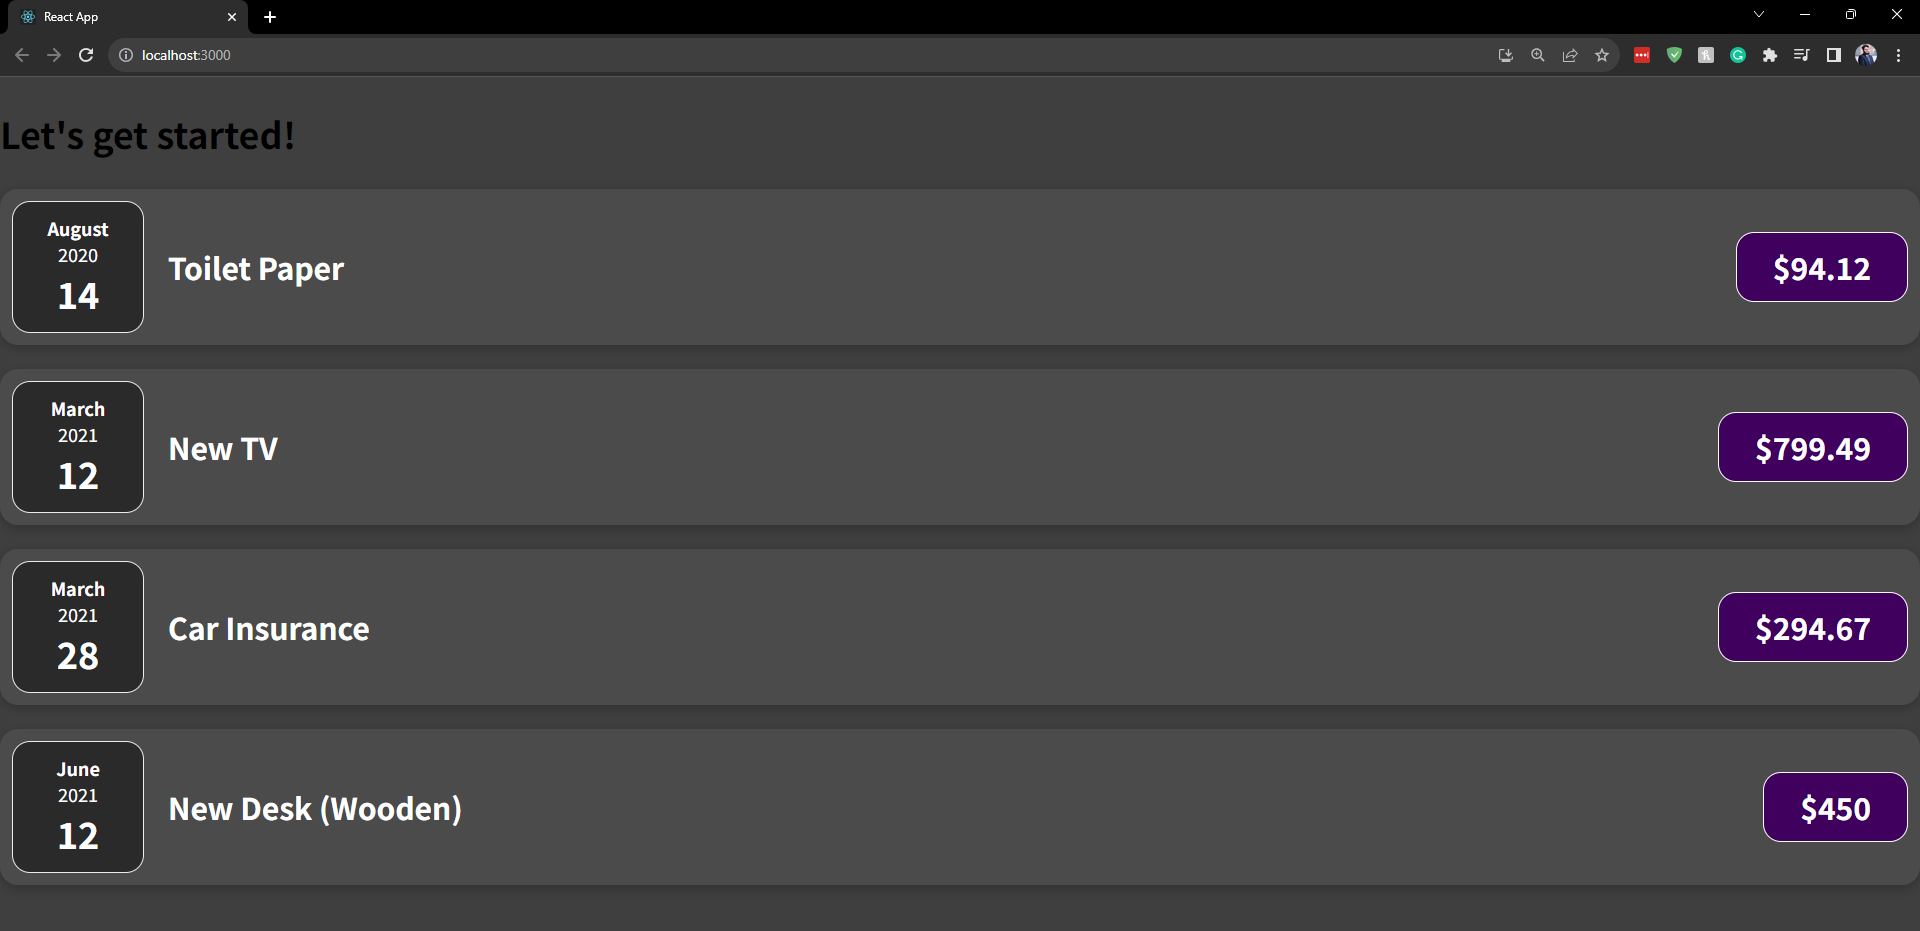 React App
localhost:3000
Let's get started!
August
2020
14
Toilet Paper
$94.12
March
2021
12
New TV
$799.49
March
2021
28
Car Insurance
$294.67
June
2021
12
New Desk (Wooden)
$450